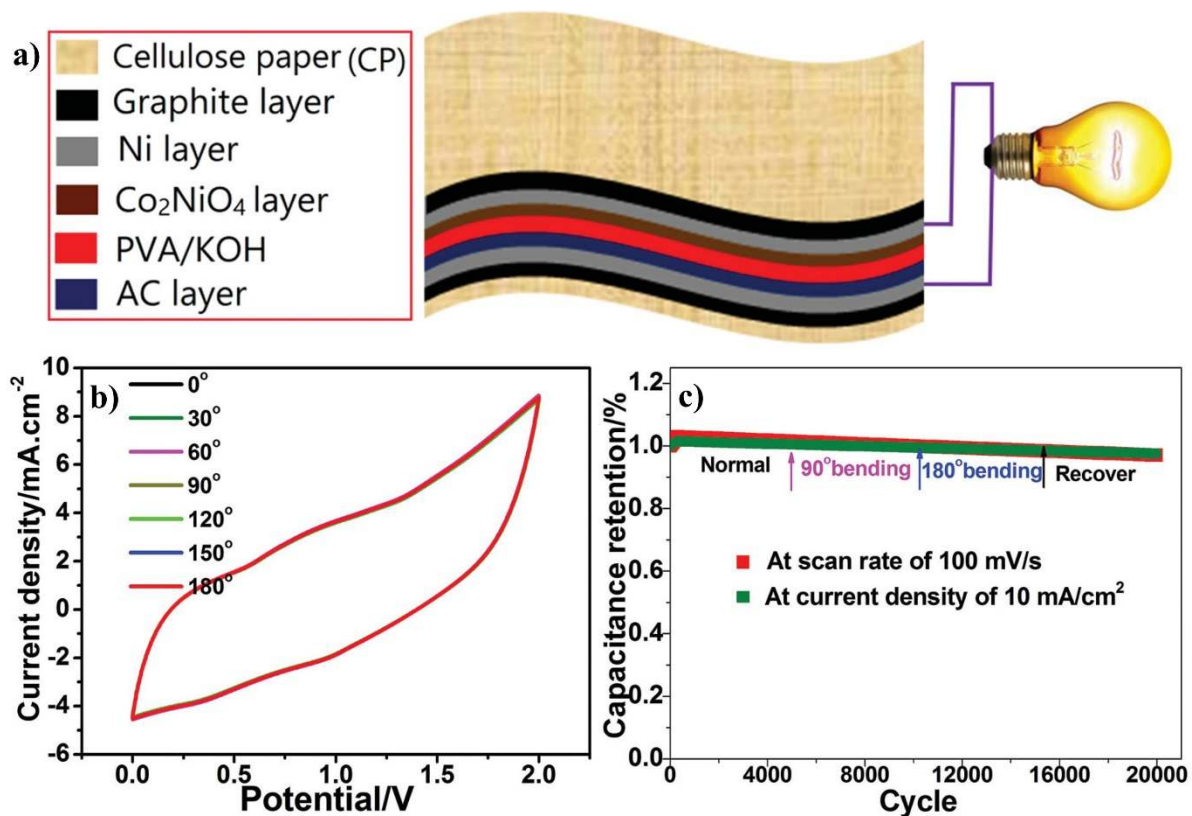 a)
Cellulose paper (CP)
Graphite layer
Ni layer
Co₂NiO₄ layer
PVA/KOH
AC layer
b)
10
8
6
4
2
0
-2
-4
-6
Current density/mA.cm⁻²
0°
30°
60°
90°
120°
150°
180°
0.0 0.5 1.0 1.5 2.0
Potential/V
c)
1.2
1.0
0.8
0.6
0.4
0.2
0.0
Capacitance retention/%
Normal 90°bending 180°bending Recover
At scan rate of 100 mV/s
At current density of 10 mA/cm²
0 4000 8000 12000 16000 20000
Cycle